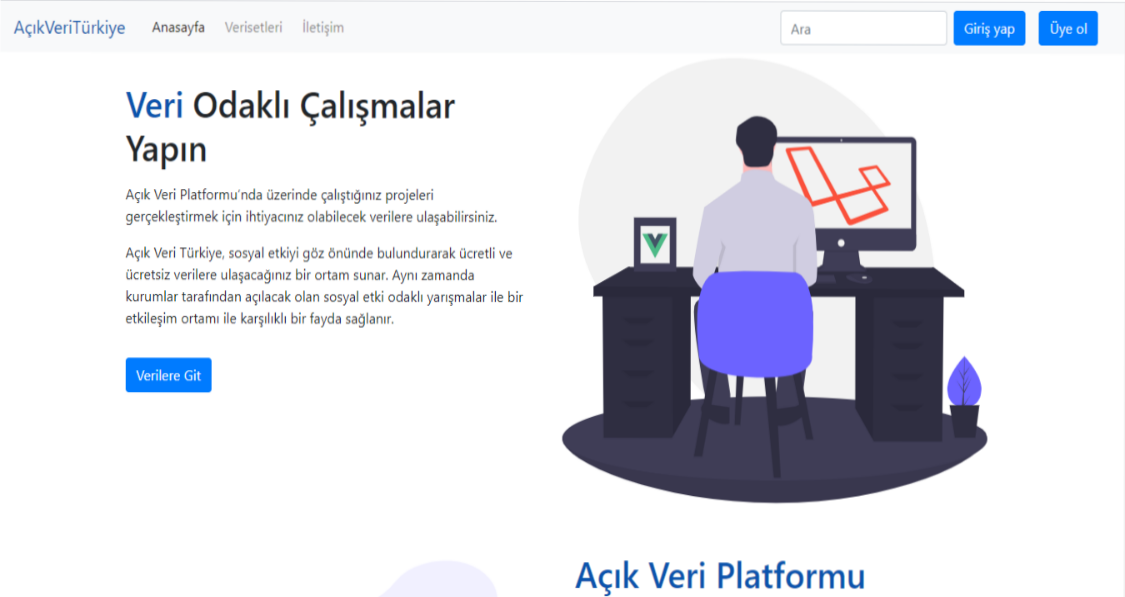 AçıkVeriTürkiye Anasayfa Verisetleri İletişim Ara Giriş yap Üye ol
Veri Odaklı Çalışmalar
Yapın
Açık Veri Platformu'nda üzerinde çalıştığınız projeleri
gerçekleştirmek için ihtiyacınız olabilecek verilere ulaşabilirsiniz.
Açık Veri Türkiye, sosyal etkiyi göz önünde bulundurarak ücretli ve
ücretsiz verilere ulaşacağınız bir ortam sunar. Aynı zamanda
kurumlar tarafından açılacak olan sosyal etki odaklı yarışmalar ile bir
etkileşim ortamı ile karşılıklı bir fayda sağlanır.
Verilere Git
Açık Veri Platformu